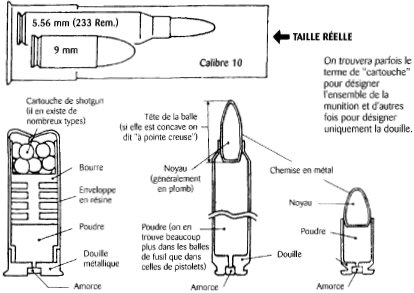 5.56 mm (233 Rem.)
9 mm
Calibre 10
TAILLE RÉELLE
On trouvera parfois le
terme de "cartouche"
pour désigner
l'ensemble de la
munition et d'autres
fois pour désigner
uniquement la douille.
Cartouche de shotgun
(il en existe de
nombreux types)
Bourre
Enveloppe
en résine
Poudre
Douille
métallique
Amorce
Tête de la balle
(si elle est concave on
dit "à pointe creuse")
Noyau
(généralement
en plomb)
Poudre (on en
trouve beaucoup
plus dans les balles
de fusil que dans
celles de pistolets)
Douille
Amorce
Chemise en métal
Noyau
Poudre
Amorce